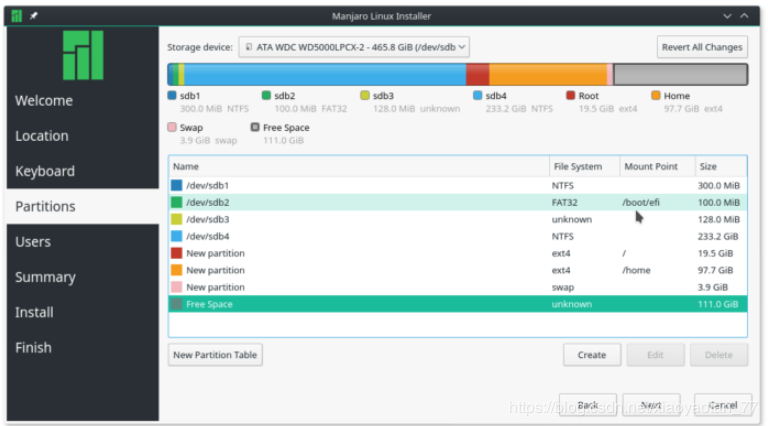 Manjaro Linux Installer
Storage device: ATA WDC WD5000LPCX-2 - 465.8 GiB (/dev/sdb Revert All Changes
Welcome
Location
Keyboard
Partitions
Users
Summary
Install
Finish
sdb1 sdb2 sdb3 sdb4 Root Home
300.0 MiB NTFS 100.0 MiB FAT32 128.0 MiB unknown 233.2 GiB NTFS 19.5 GiB ext4 97.7 GiB ext4
Swap Free Space
3.9 GiB swap 111.0 GiB
Name File System Mount Point Size
/dev/sdb1 NTFS 300.0 MiB
/dev/sdb2 FAT32 /boot/efi 100.0 MiB
/dev/sdb3 unknown 128.0 MiB
/dev/sdb4 NTFS 233.2 GiB
New partition ext4 / 19.5 GiB
New partition ext4 /home 97.7 GiB
New partition swap 3.9 GiB
Free Space unknown 111.0 GiB
New Partition Table Create Edit Delete
Back Next Cancel